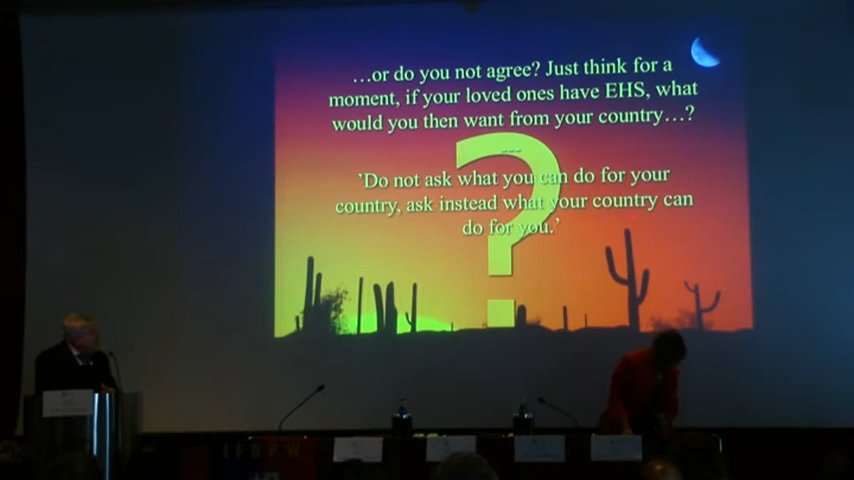 …or do you not agree? Just think for a
moment, if your loved ones have EHS, what
would you then want from your country…?
?
’Do not ask what you can do for your
country, ask instead what your country can
do for you.’